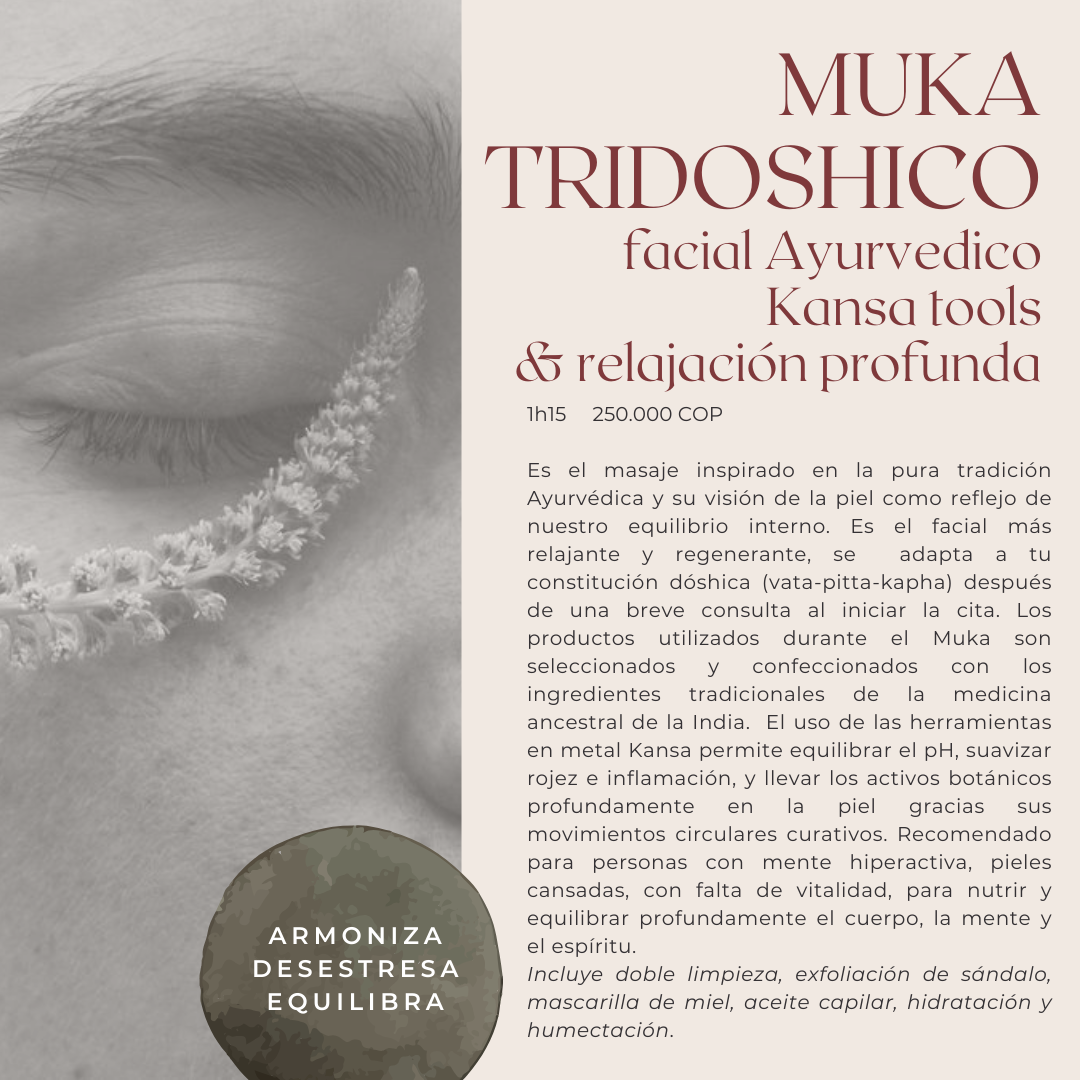 MUKA
TRIDOSHICO
facial Ayurvedico
Kansa tools
& relajación profunda
1h15 250.000 COP
Es el masaje inspirado en la pura tradición
Ayurvédica y su visión de la piel como reflejo de
nuestro equilibrio interno. Es el facial más
relajante y regenerante, se adapta a tu
constitución dóshica (vata-pitta-kapha) después
de una breve consulta al iniciar la cita. Los
productos utilizados durante el Muka son
seleccionados y confeccionados con los
ingredientes tradicionales de la medicina
ancestral de la India. El uso de las herramientas
en metal Kansa permite equilibrar el pH, suavizar
rojez e inflamación, y llevar los activos botánicos
profundamente en la piel gracias sus
movimientos circulares curativos. Recomendado
para personas con mente hiperactiva, pieles
cansadas, con falta de vitalidad, para nutrir y
equilibrar profundamente el cuerpo, la mente y
el espíritu.
Incluye doble limpieza, exfoliación de sándalo,
mascarilla de miel, aceite capilar, hidratación y
humectación.
ARMONIZA
DESESTRESA
EQUILIBRA